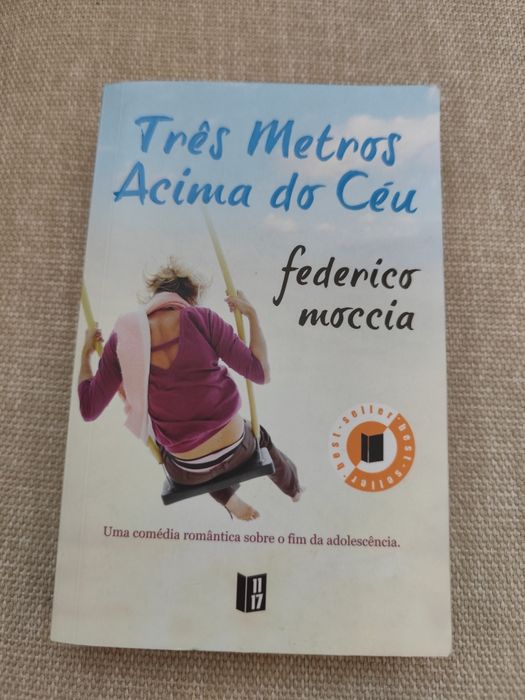 Três Metros
Acima do Céu
federico
moccia
best-seller·best-seller·
Uma comédia romântica sobre o fim da adolescência.
11
17